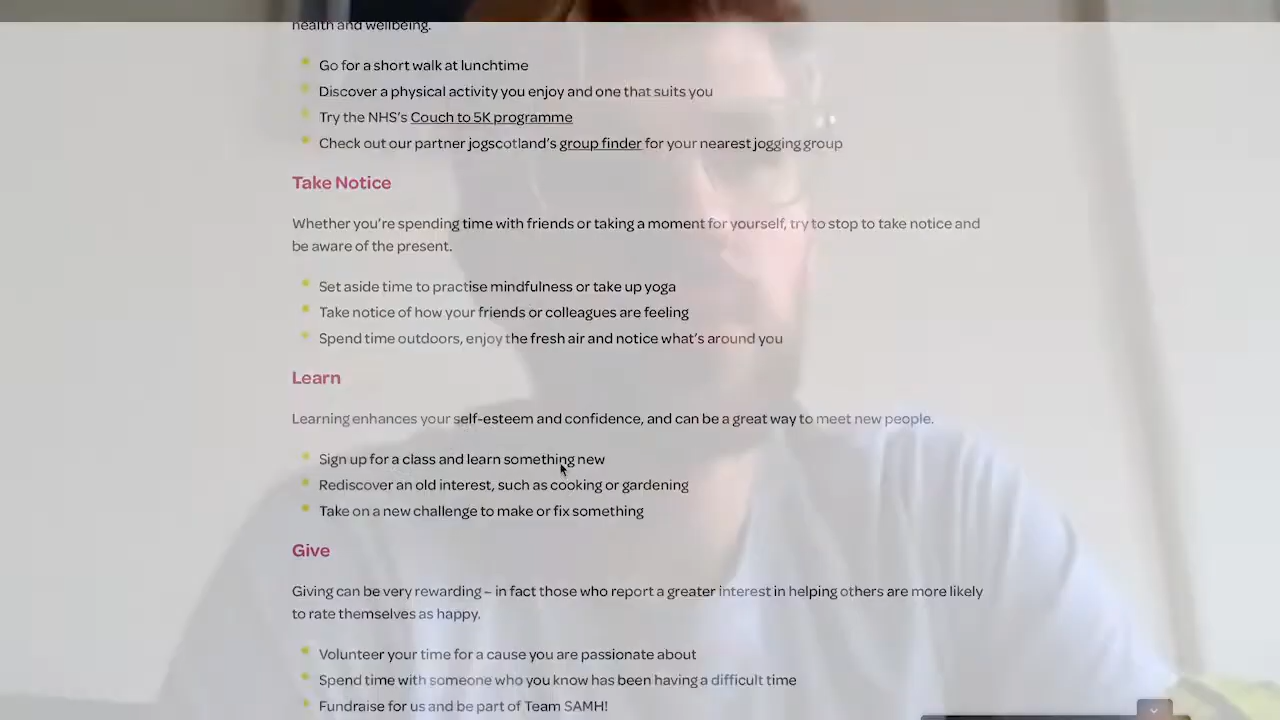 health and wellbeing.
Go for a short walk at lunchtime
Discover a physical activity you enjoy and one that suits you
Try the NHS's Couch to 5K programme
Check out our partner jogscotland's group finder for your nearest jogging group
Take Notice
Whether you're spending time with friends or taking a moment for yourself, try to stop to take notice and
be aware of the present.
Set aside time to practise mindfulness or take up yoga
Take notice of how your friends or colleagues are feeling
Spend time outdoors, enjoy the fresh air and notice what's around you
Learn
Learning enhances your self-esteem and confidence, and can be a great way to meet new people.
Sign up for a class and learn something new
Rediscover an old interest, such as cooking or gardening
Take on a new challenge to make or fix something
Give
Giving can be very rewarding – in fact those who report a greater interest in helping others are more likely
to rate themselves as happy.
Volunteer your time for a cause you are passionate about
Spend time with someone who you know has been having a difficult time
Fundraise for us and be part of Team SAMH!